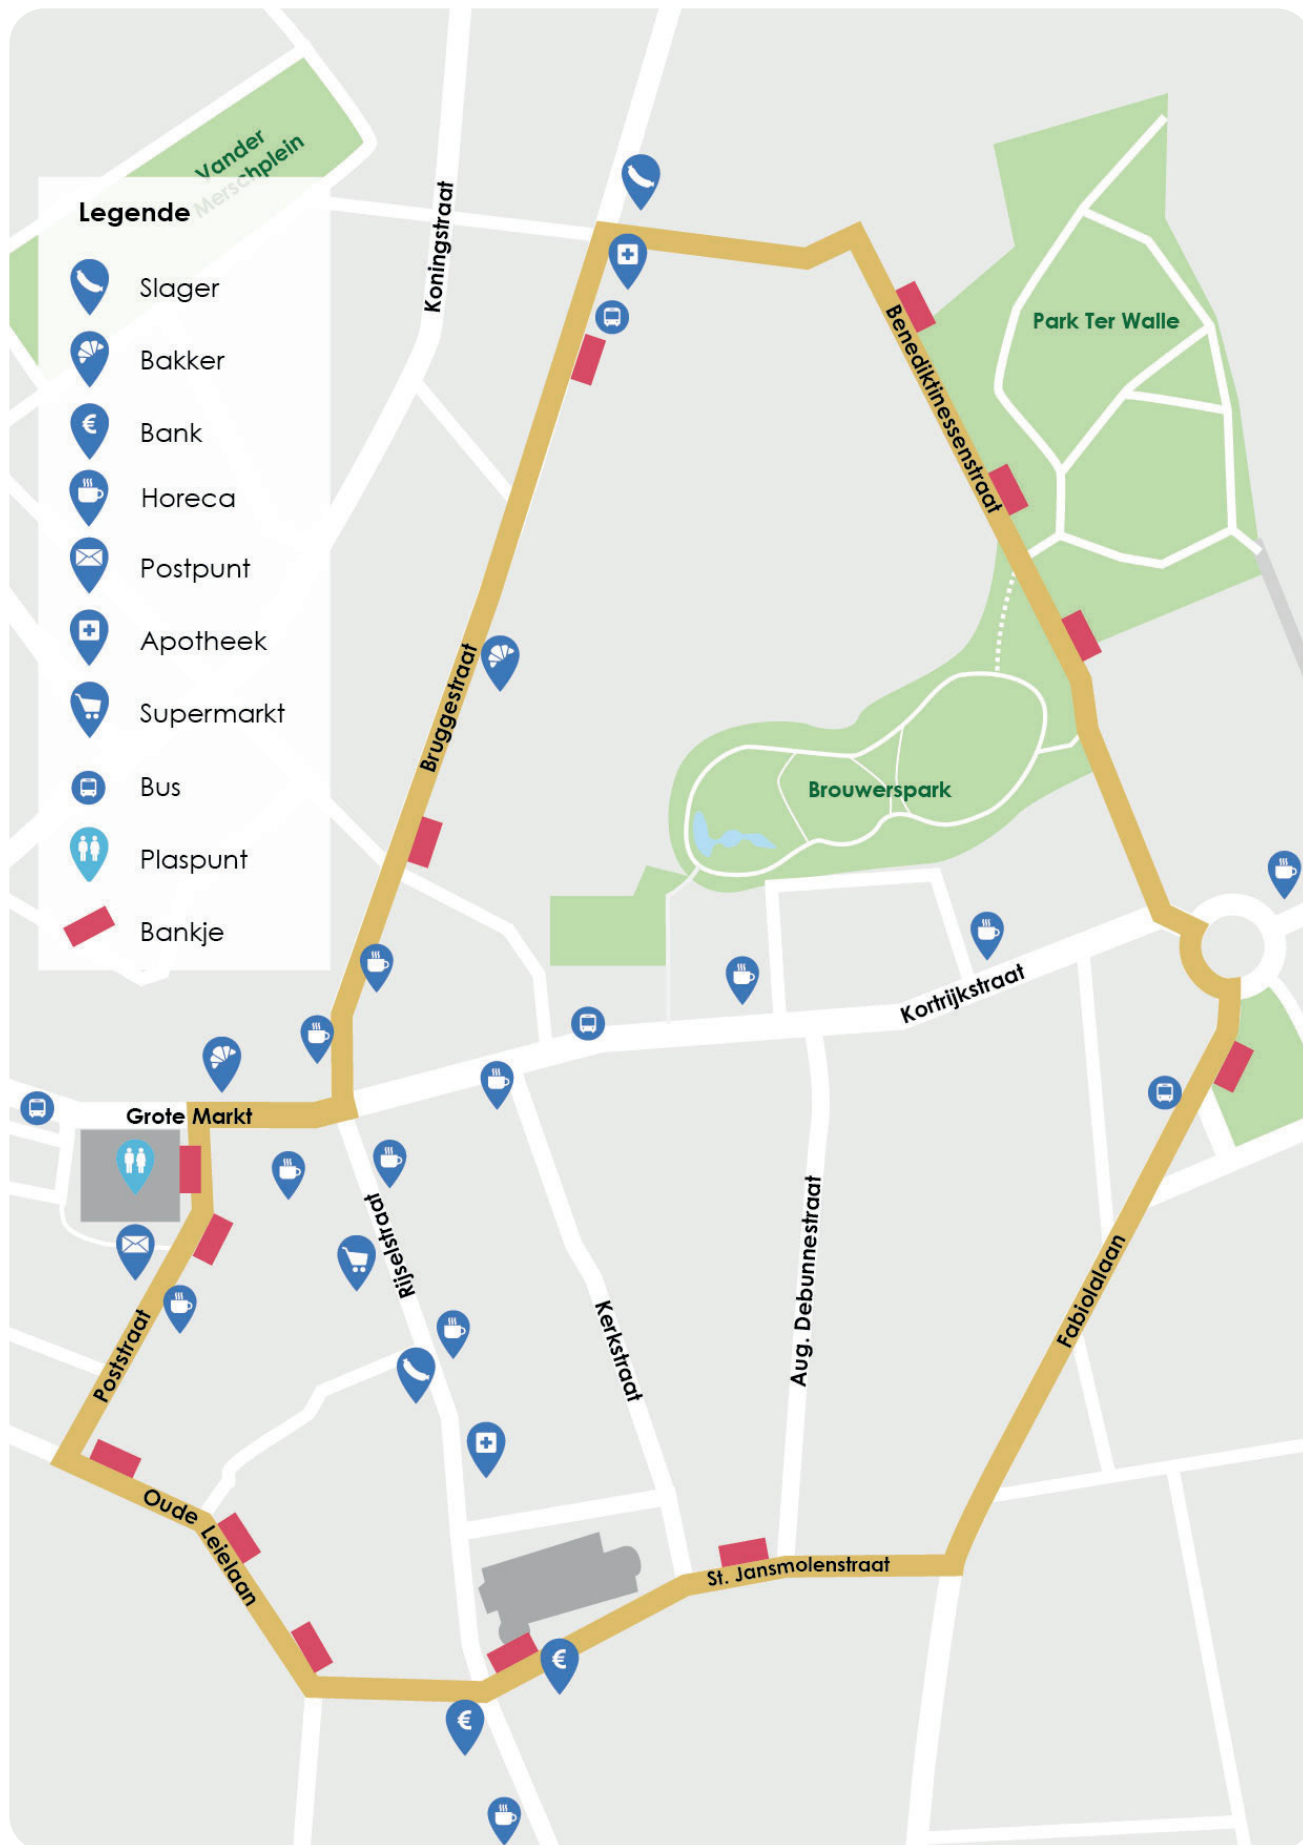 Vander
Merschplein
Legende
Slager
Bakker
Bank
Horeca
Postpunt
Apotheek
Supermarkt
Bus
Plaspunt
Bankje
Koningstraat
Benediktinessenstraat
Park Ter Walle
Bruggestraat
Brouwerspark
Kortrijkstraat
Grote Markt
Rijselstraat
Kerkstraat
Aug. Debunnestraat
Fabiolalaan
Poststraat
Oude Leielaan
St. Jansmolenstraat